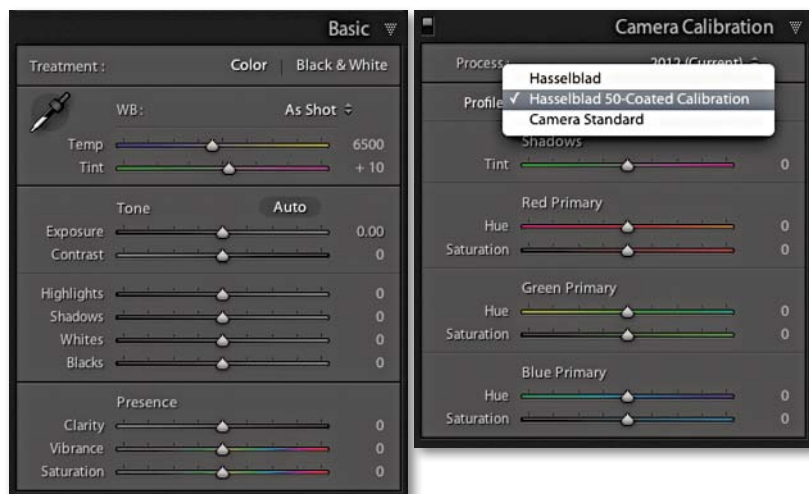 Basic
Treatment : Color | Black & White
WB: As Shot
Temp 6500
Tint + 10
Tone Auto
Exposure 0.00
Contrast 0
Highlights 0
Shadows 0
Whites 0
Blacks 0
Presence
Clarity 0
Vibrance 0
Saturation 0
Camera Calibration
Process: 2012 (Current)
Hasselblad
Profile ✓ Hasselblad 50-Coated Calibration
Camera Standard
Shadows
Tint 0
Red Primary
Hue 0
Saturation 0
Green Primary
Hue 0
Saturation 0
Blue Primary
Hue 0
Saturation 0